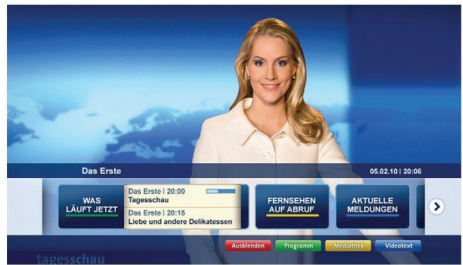 Das Erste
05.02.10 | 20:06
WAS
LÄUFT JETZT
Das Erste | 20:00
Tagesschau
Das Erste | 20:15
Liebe und andere Delikatessen
FERNSEHEN
AUF ABRUF
AKTUELLE
MELDUNGEN
Ausblenden
Programm
Mediathek
Videotext
tagesschau